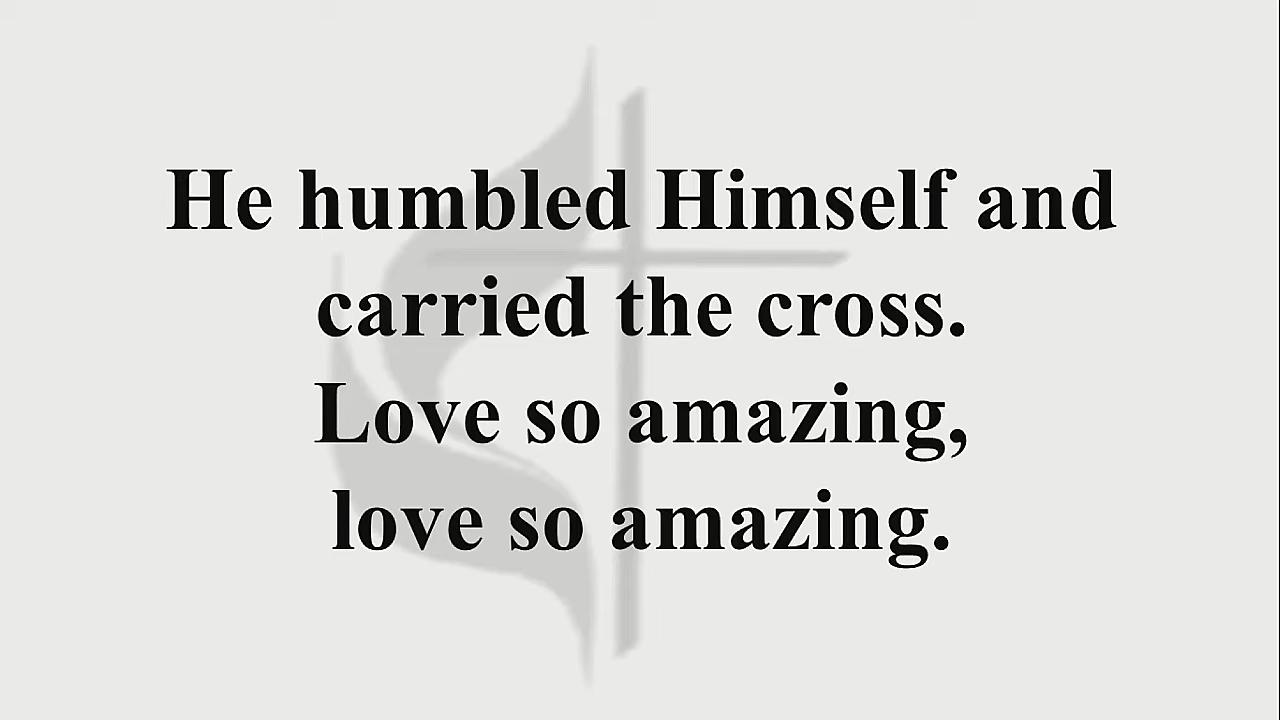 He humbled Himself and
carried the cross.
Love so amazing,
love so amazing.